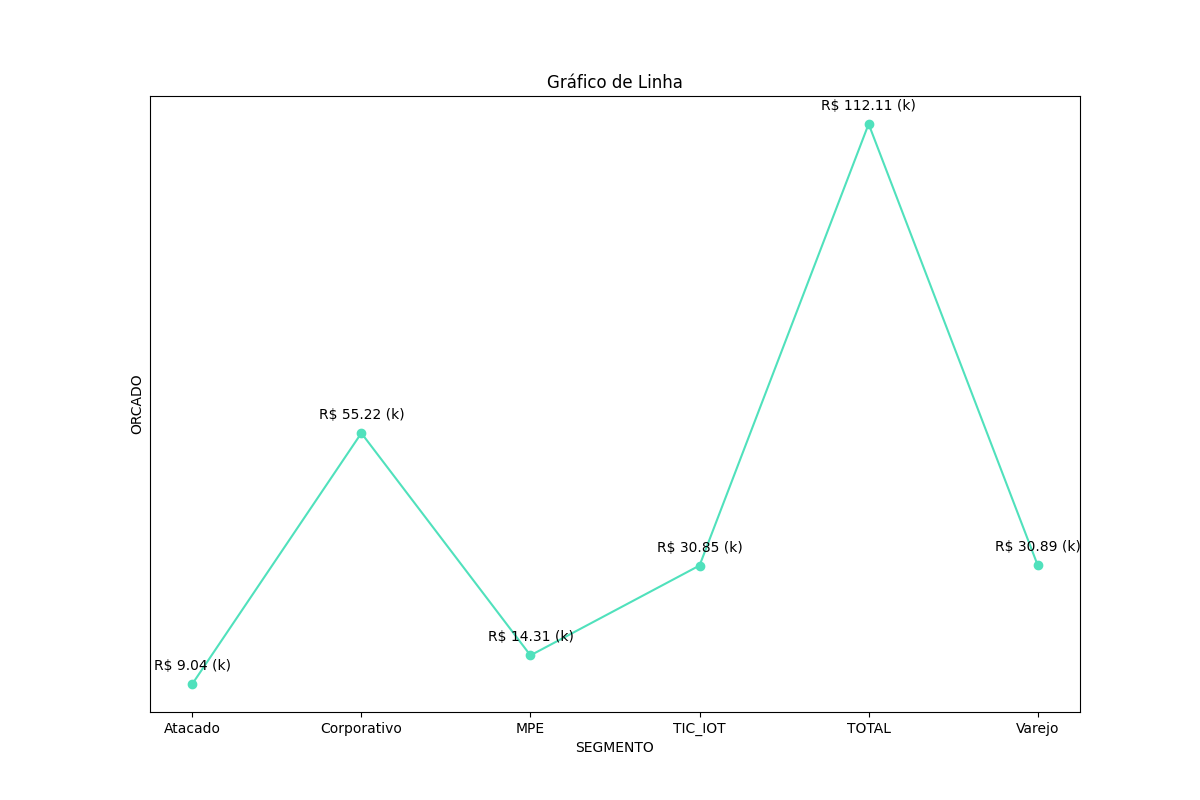 Gráfico de Linha
R$ 112.11 (k)
R$ 55.22 (k)
R$ 30.85 (k)
R$ 30.89 (k)
R$ 14.31 (k)
R$ 9.04 (k)
ORCADO
Atacado Corporativo MPE TIC_IOT TOTAL Varejo
SEGMENTO